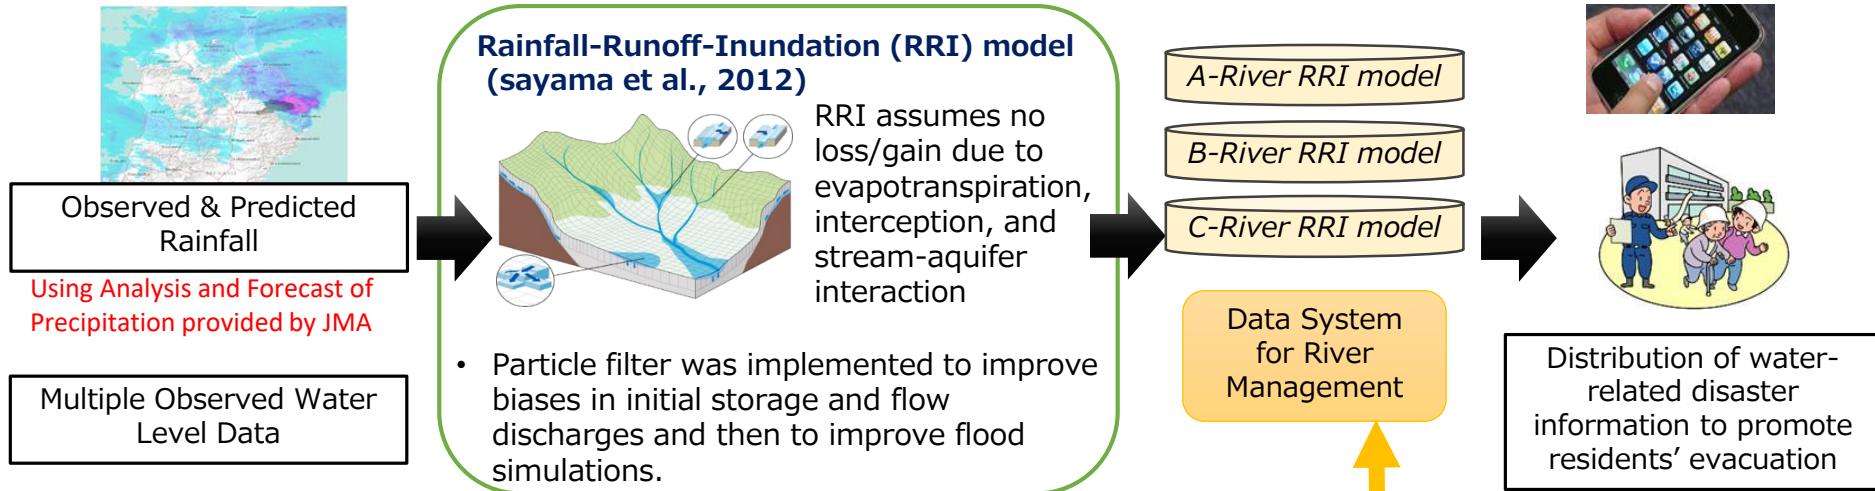 Observed & Predicted
Rainfall
Using Analysis and Forecast of
Precipitation provided by JMA
Multiple Observed Water
Level Data
Rainfall-Runoff-Inundation (RRI) model
(sayama et al., 2012)
RRI assumes no
loss/gain due to
evapotranspiration,
interception, and
stream-aquifer
interaction
• Particle filter was implemented to improve
biases in initial storage and flow
discharges and then to improve flood
simulations.
A-River RRI model
B-River RRI model
C-River RRI model
Data System
for River
Management
Distribution of water-
related disaster
information to promote
residents’ evacuation